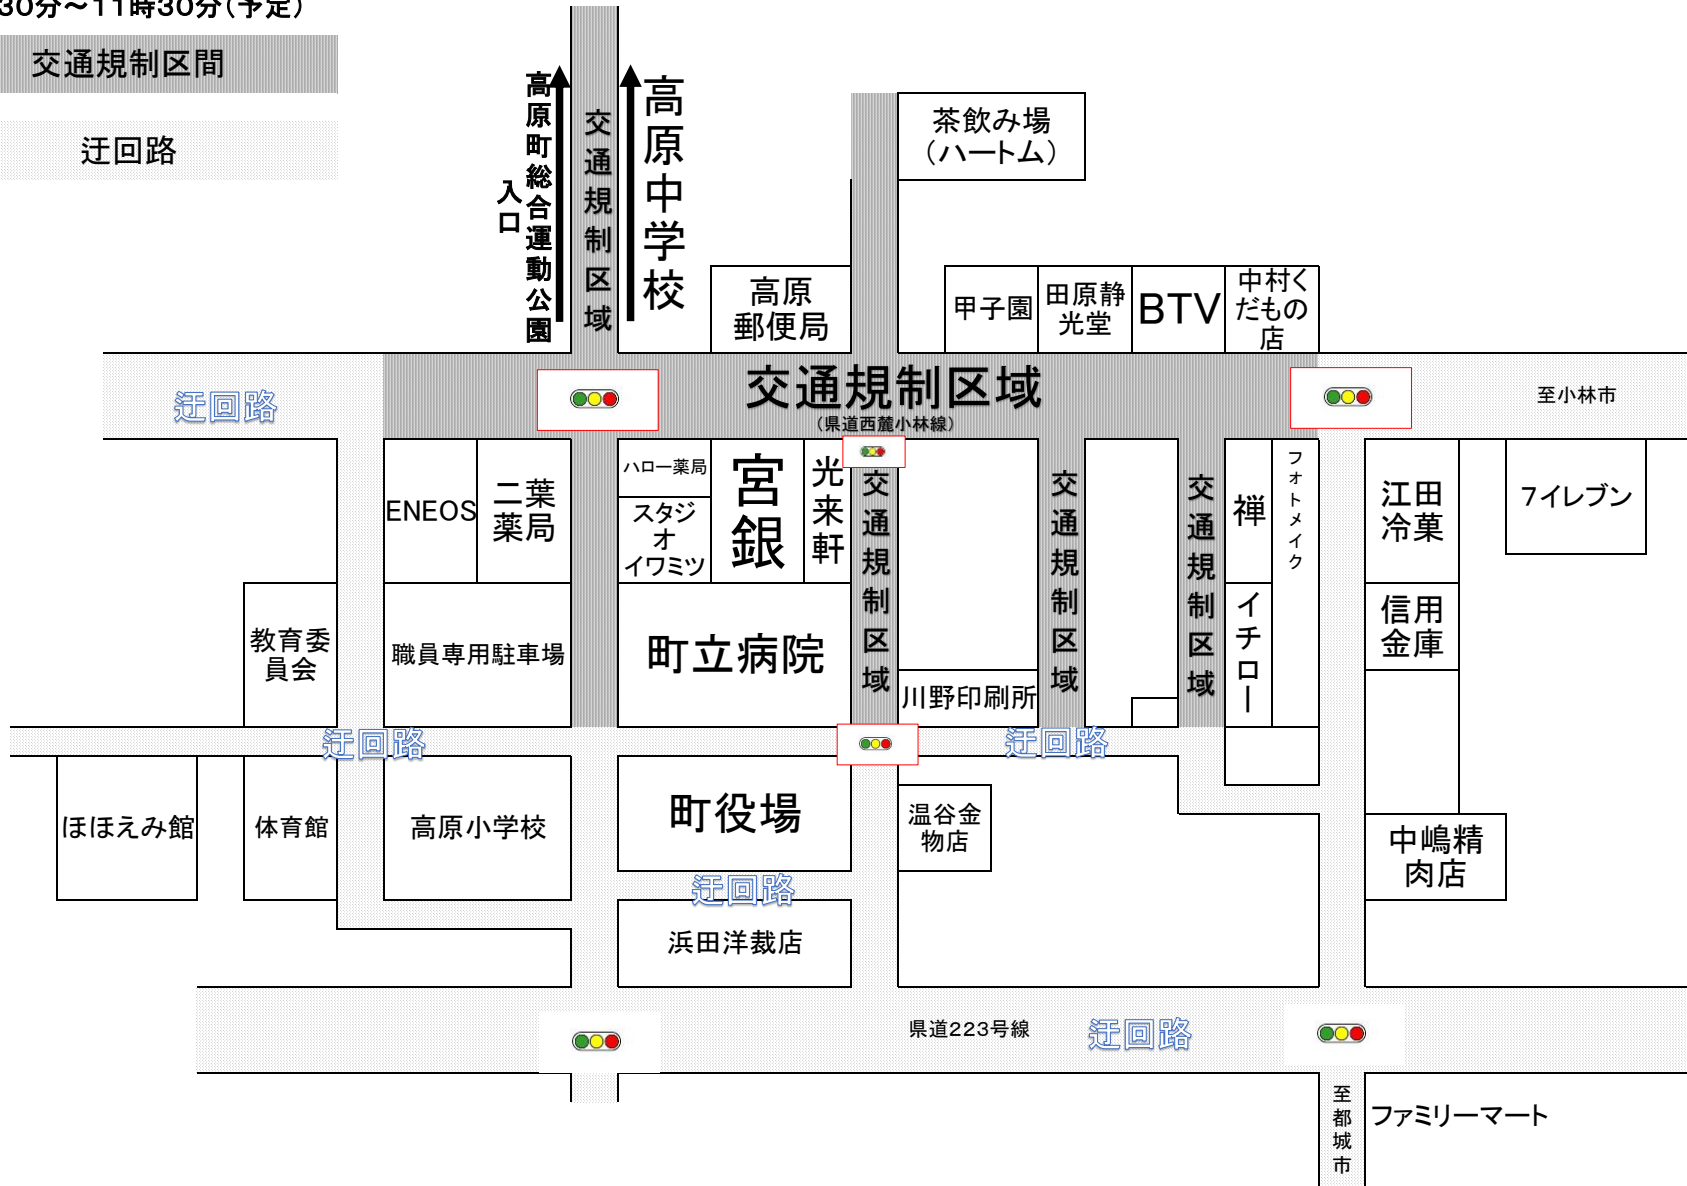 30分～11時30分(予定)
交通規制区間
迂回路
高原町総合運動公園
入口
交通規制区域
高原中学校
茶飲み場
（ハートム）
高原
郵便局
甲子園
田原静
光堂
BTV
中村く
だもの
店
迂回路
交通規制区域
（県道西麓小林線）
至小林市
ENEOS
二葉
薬局
ハロー薬局
スタジ
オ
イワミツ
宮
銀
光来軒
交通規制区域
交通規制区域
交通規制区域
禅
フォトメイク
江田
冷菓
7イレブン
教育委
員会
職員専用駐車場
町立病院
川野印刷所
イチロー
信用
金庫
迂回路
迂回路
ほほえみ館
体育館
高原小学校
町役場
温谷金
物店
中嶋精
肉店
迂回路
浜田洋裁店
県道223号線
迂回路
至都城市
ファミリーマート